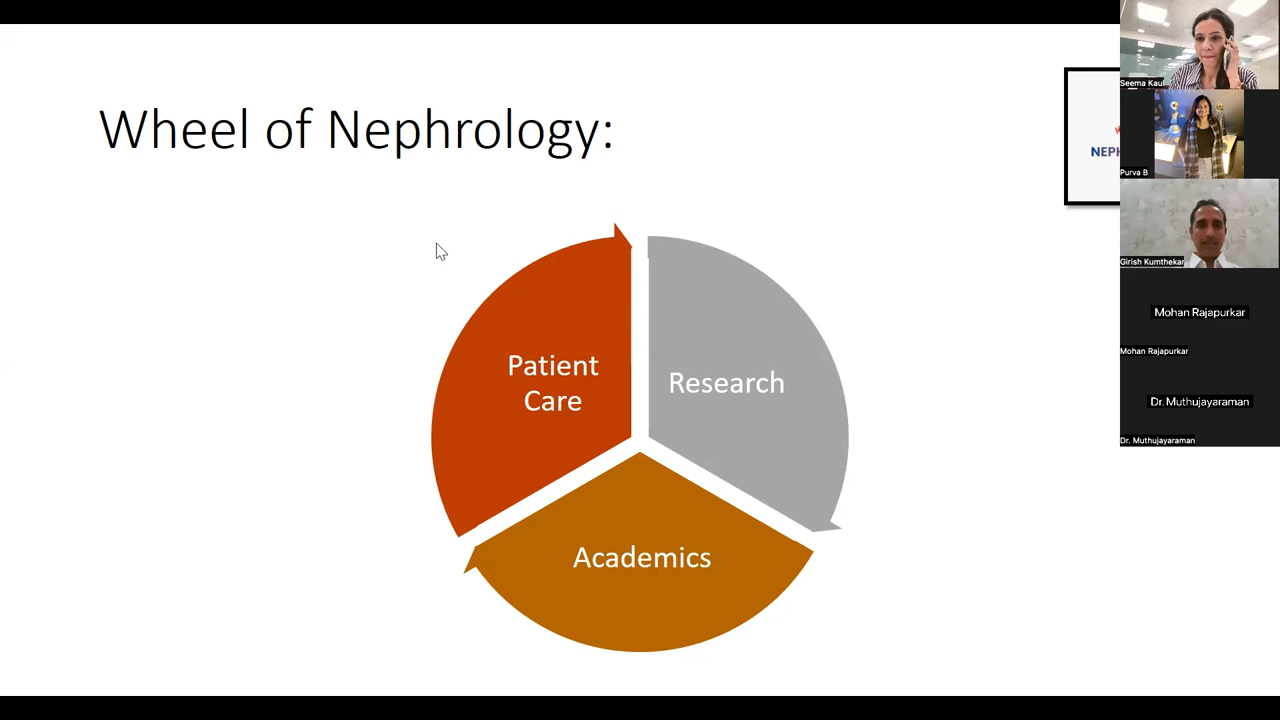 Wheel of Nephrology:
Patient
Care
Research
Academics
Seema Kaul
Purva B
Girish Kumthekar
Mohan Rajapurkar
Mohan Rajapurkar
Dr. Muthujayaraman
Dr. Muthujayaraman